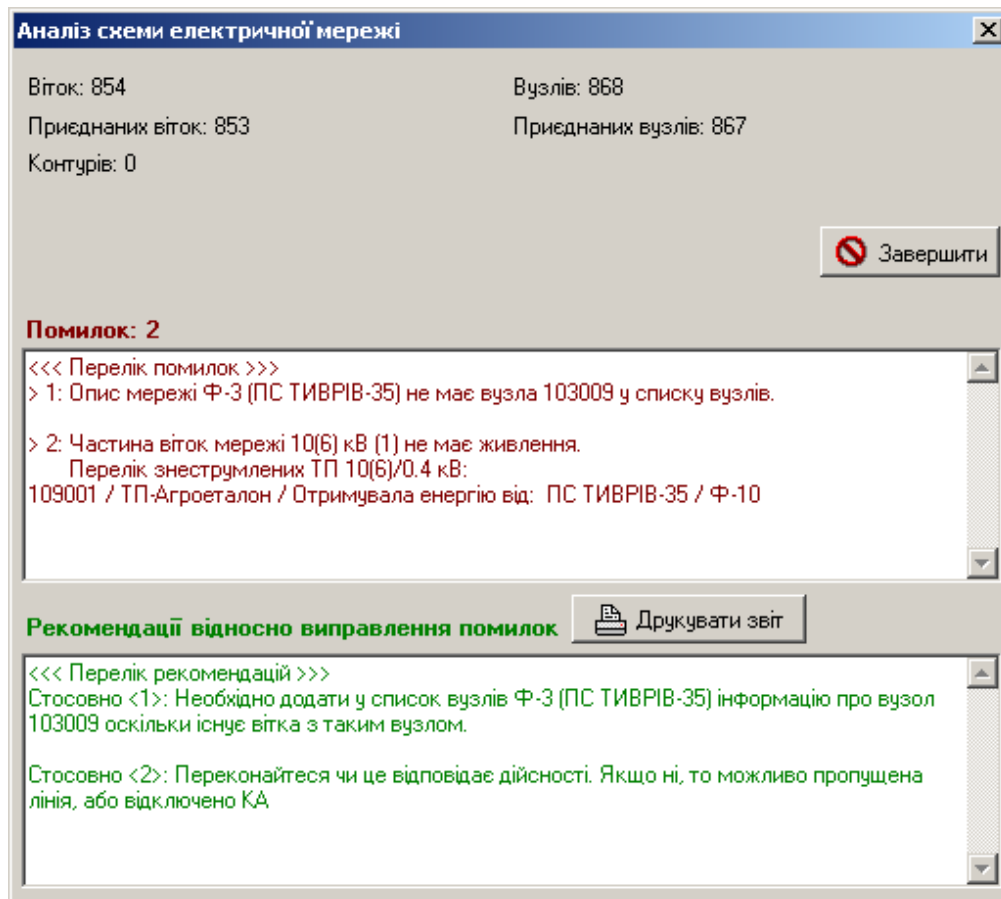 Аналіз схеми електричної мережі
Віток: 854
Вузлів: 868
Приєднаних віток: 853
Приєднаних вузлів: 867
Контурів: 0
Завершити
Помилок: 2
<<< Перелік помилок >>>
> 1: Опис мережі Ф-3 (ПС ТИВРІВ-35) не має вузла 103009 у списку вузлів.
> 2: Частина віток мережі 10(6) кВ (1) не має живлення.
Перелік знеструмлених ТП 10(6)/0.4 кВ:
109001 / ТП-Агроеталон / Отримувала енергію від: ПС ТИВРІВ-35 / Ф-10
Рекомендації відносно виправлення помилок
Друкувати звіт
<<< Перелік рекомендацій >>>
Стосовно <1>: Необхідно додати у список вузлів Ф-3 (ПС ТИВРІВ-35) інформацію про вузол
103009 оскільки існує вітка з таким вузлом.
Стосовно <2>: Переконайтеся чи це відповідає дійсності. Якщо ні, то можливо пропущена
лінія, або відключено КА